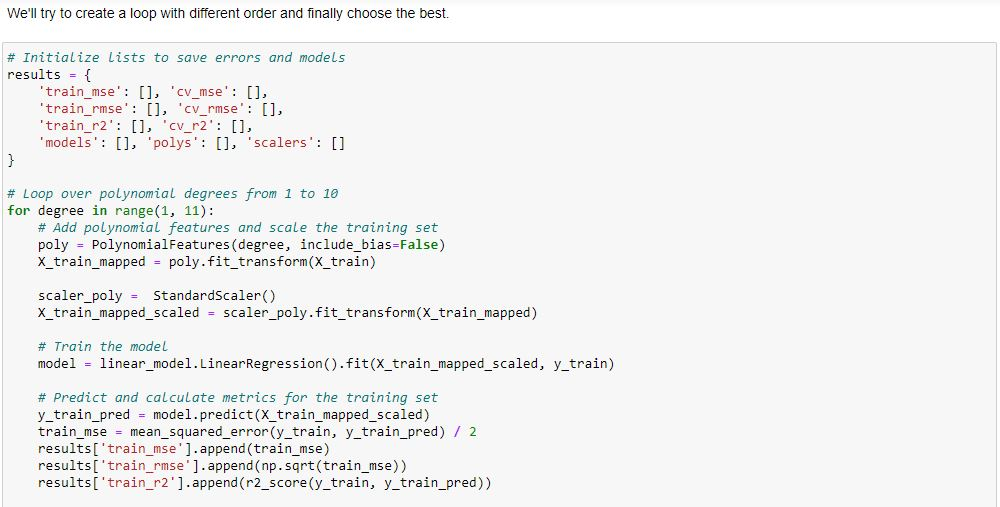 We'll try to create a loop with different order and finally choose the best.
# Initialize lists to save errors and models
results = {
    'train_mse': [], 'cv_mse': [],
    'train_rmse': [], 'cv_rmse': [],
    'train_r2': [], 'cv_r2': [],
    'models': [], 'polys': [], 'scalers': []
}
# Loop over polynomial degrees from 1 to 10
for degree in range(1, 11):
    # Add polynomial features and scale the training set
    poly = PolynomialFeatures(degree, include_bias=False)
    X_train_mapped = poly.fit_transform(X_train)
    scaler_poly =  StandardScaler()
    X_train_mapped_scaled = scaler_poly.fit_transform(X_train_mapped)
    # Train the model
    model = linear_model.LinearRegression().fit(X_train_mapped_scaled, y_train)
    # Predict and calculate metrics for the training set
    y_train_pred = model.predict(X_train_mapped_scaled)
    train_mse = mean_squared_error(y_train, y_train_pred) / 2
    results['train_mse'].append(train_mse)
    results['train_rmse'].append(np.sqrt(train_mse))
    results['train_r2'].append(r2_score(y_train, y_train_pred))